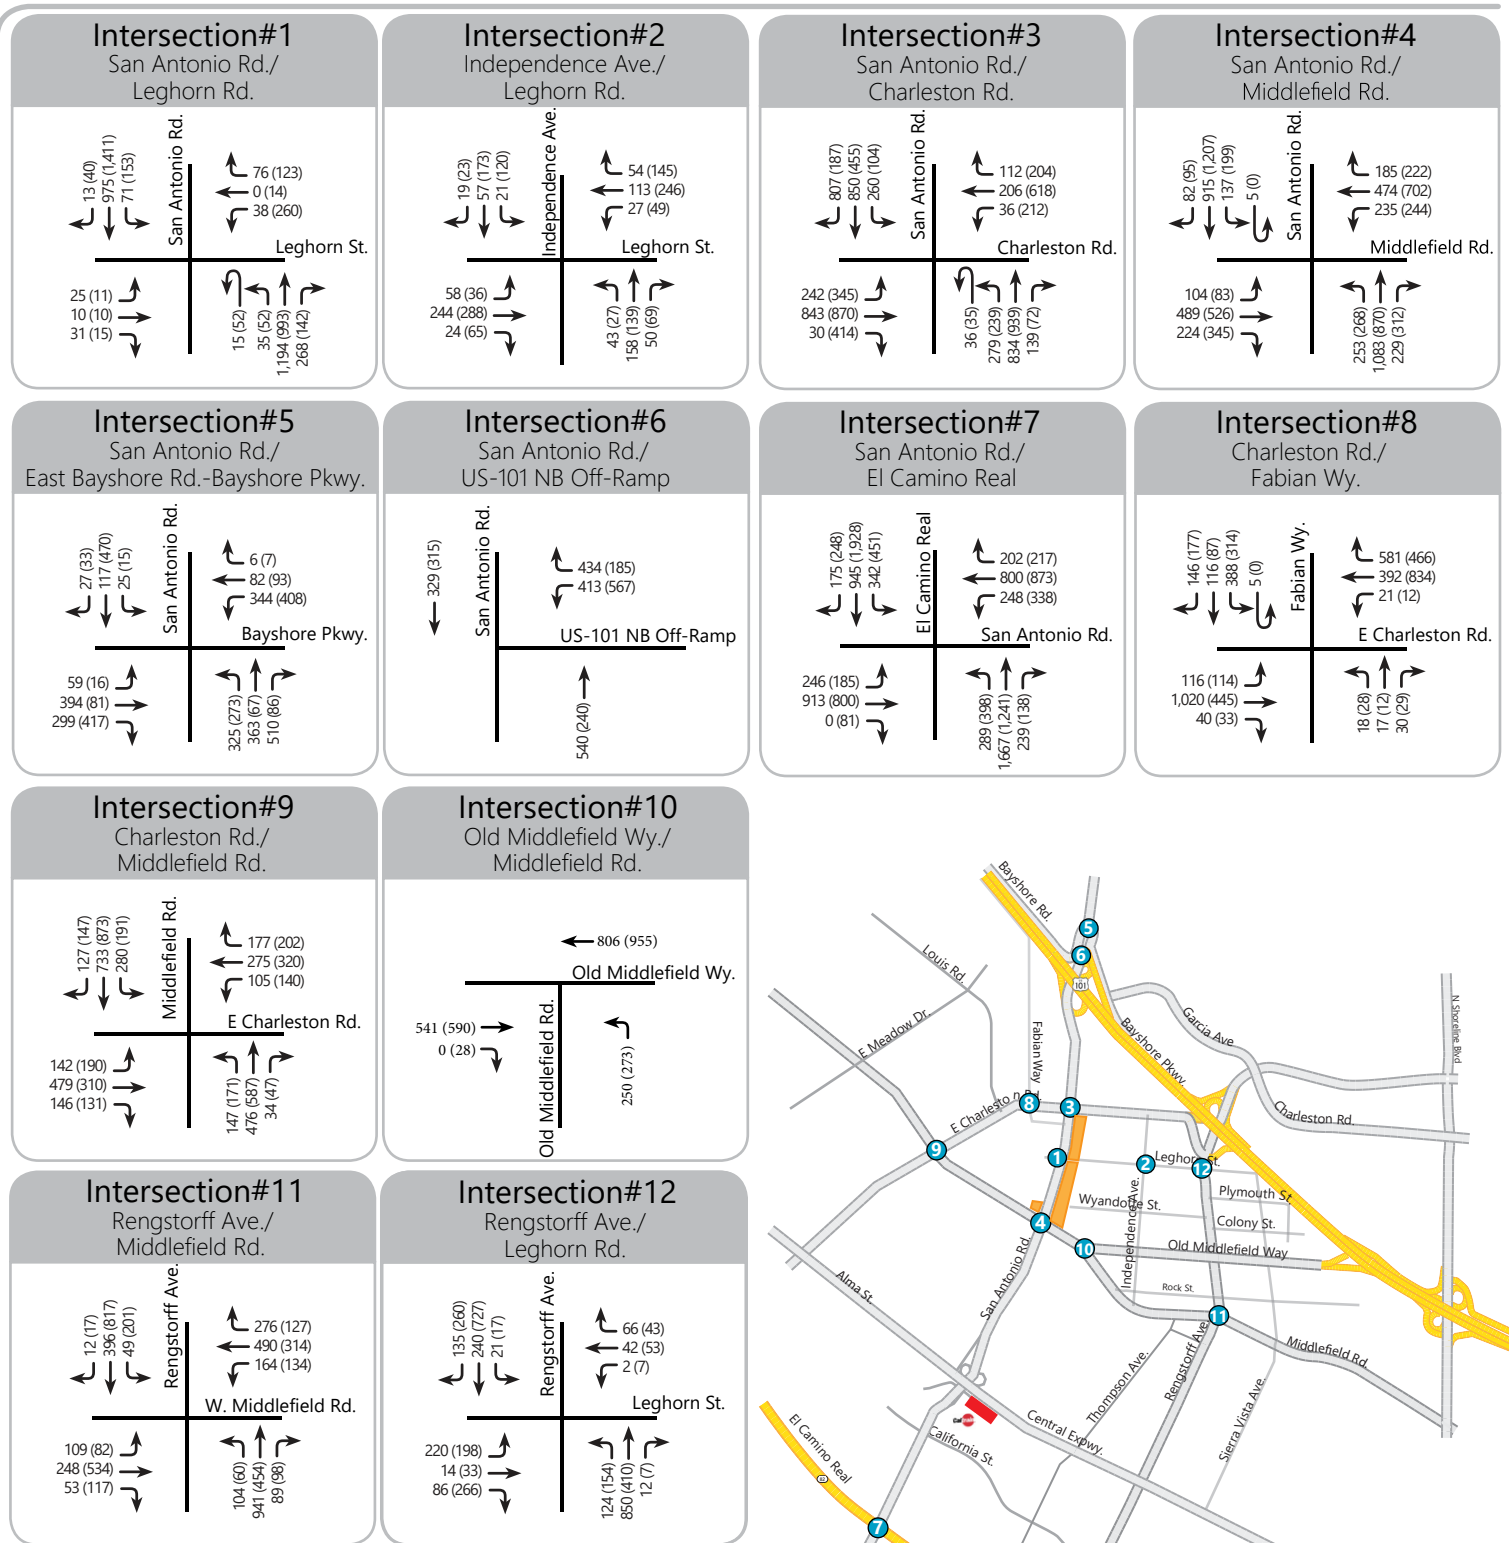 Intersection#1
San Antonio Rd./
Leghorn Rd.
San Antonio Rd.
13 (40)
975 (1,411)
71 (153)
76 (123)
0 (14)
38 (260)
Leghorn St.
25 (11)
10 (10)
31 (15)
15 (52)
35 (52)
1,194 (993)
268 (142)
Intersection#2
Independence Ave./
Leghorn Rd.
Independence Ave.
19 (23)
57 (173)
21 (120)
54 (145)
113 (246)
27 (49)
Leghorn St.
58 (36)
244 (288)
24 (65)
43 (27)
158 (139)
50 (69)
Intersection#3
San Antonio Rd./
Charleston Rd.
San Antonio Rd.
807 (187)
850 (455)
260 (104)
112 (204)
206 (618)
36 (212)
Charleston Rd.
242 (345)
843 (870)
30 (414)
36 (35)
279 (239)
834 (939)
139 (72)
Intersection#4
San Antonio Rd./
Middlefield Rd.
San Antonio Rd.
82 (95)
915 (1,207)
137 (199)
5 (0)
185 (222)
474 (702)
235 (244)
Middlefield Rd.
104 (83)
489 (526)
224 (345)
253 (268)
1,083 (870)
229 (312)
Intersection#5
San Antonio Rd./
East Bayshore Rd.-Bayshore Pkwy.
San Antonio Rd.
27 (33)
117 (470)
25 (15)
6 (7)
82 (93)
344 (408)
Bayshore Pkwy.
59 (16)
394 (81)
299 (417)
325 (273)
363 (67)
510 (86)
Intersection#6
San Antonio Rd./
US-101 NB Off-Ramp
San Antonio Rd.
329 (315)
434 (185)
413 (567)
US-101 NB Off-Ramp
540 (240)
Intersection#7
San Antonio Rd./
El Camino Real
El Camino Real
175 (248)
945 (1,928)
342 (451)
202 (217)
800 (873)
248 (338)
San Antonio Rd.
246 (185)
913 (800)
0 (81)
289 (398)
1,667 (1,241)
239 (138)
Intersection#8
Charleston Rd./
Fabian Wy.
Fabian Wy.
146 (177)
116 (87)
388 (314)
5 (0)
581 (466)
392 (834)
21 (12)
E Charleston Rd.
116 (114)
1,020 (445)
40 (33)
18 (28)
17 (12)
30 (29)
Intersection#9
Charleston Rd./
Middlefield Rd.
Middlefield Rd.
127 (147)
733 (873)
280 (191)
177 (202)
275 (320)
105 (140)
E Charleston Rd.
142 (190)
479 (310)
146 (131)
147 (171)
476 (587)
34 (47)
Intersection#10
Old Middlefield Wy./
Middlefield Rd.
806 (955)
Old Middlefield Wy.
Old Middlefield Rd.
541 (590)
0 (28)
250 (273)
Intersection#11
Rengstorff Ave./
Middlefield Rd.
Rengstorff Ave.
12 (17)
396 (817)
49 (201)
276 (127)
490 (314)
164 (134)
W. Middlefield Rd.
109 (82)
248 (534)
53 (117)
104 (60)
941 (454)
89 (98)
Intersection#12
Rengstorff Ave./
Leghorn Rd.
Rengstorff Ave.
135 (260)
240 (727)
21 (17)
66 (43)
42 (53)
2 (7)
Leghorn St.
220 (198)
14 (33)
86 (266)
124 (154)
850 (410)
12 (7)
Bayshore Rd.
5
6
101
Louis Rd.
E Meadow Dr.
Fabian Way
Garcia Ave
Bayshore Pkwy.
N Shoreline Blvd
E Charleston Rd.
8
3
Charleston Rd.
9
1
2
Leghorn St.
12
Plymouth St
Wyandotte St.
Independence Ave.
Colony St.
4
10
Old Middlefield Way
San Antonio Rd.
Alma St.
Rock St.
11
Middlefield Rd.
Rengstorff Ave.
Thompson Ave.
Sierra Vista Ave.
Central Expwy.
California St.
El Camino Real
82
7